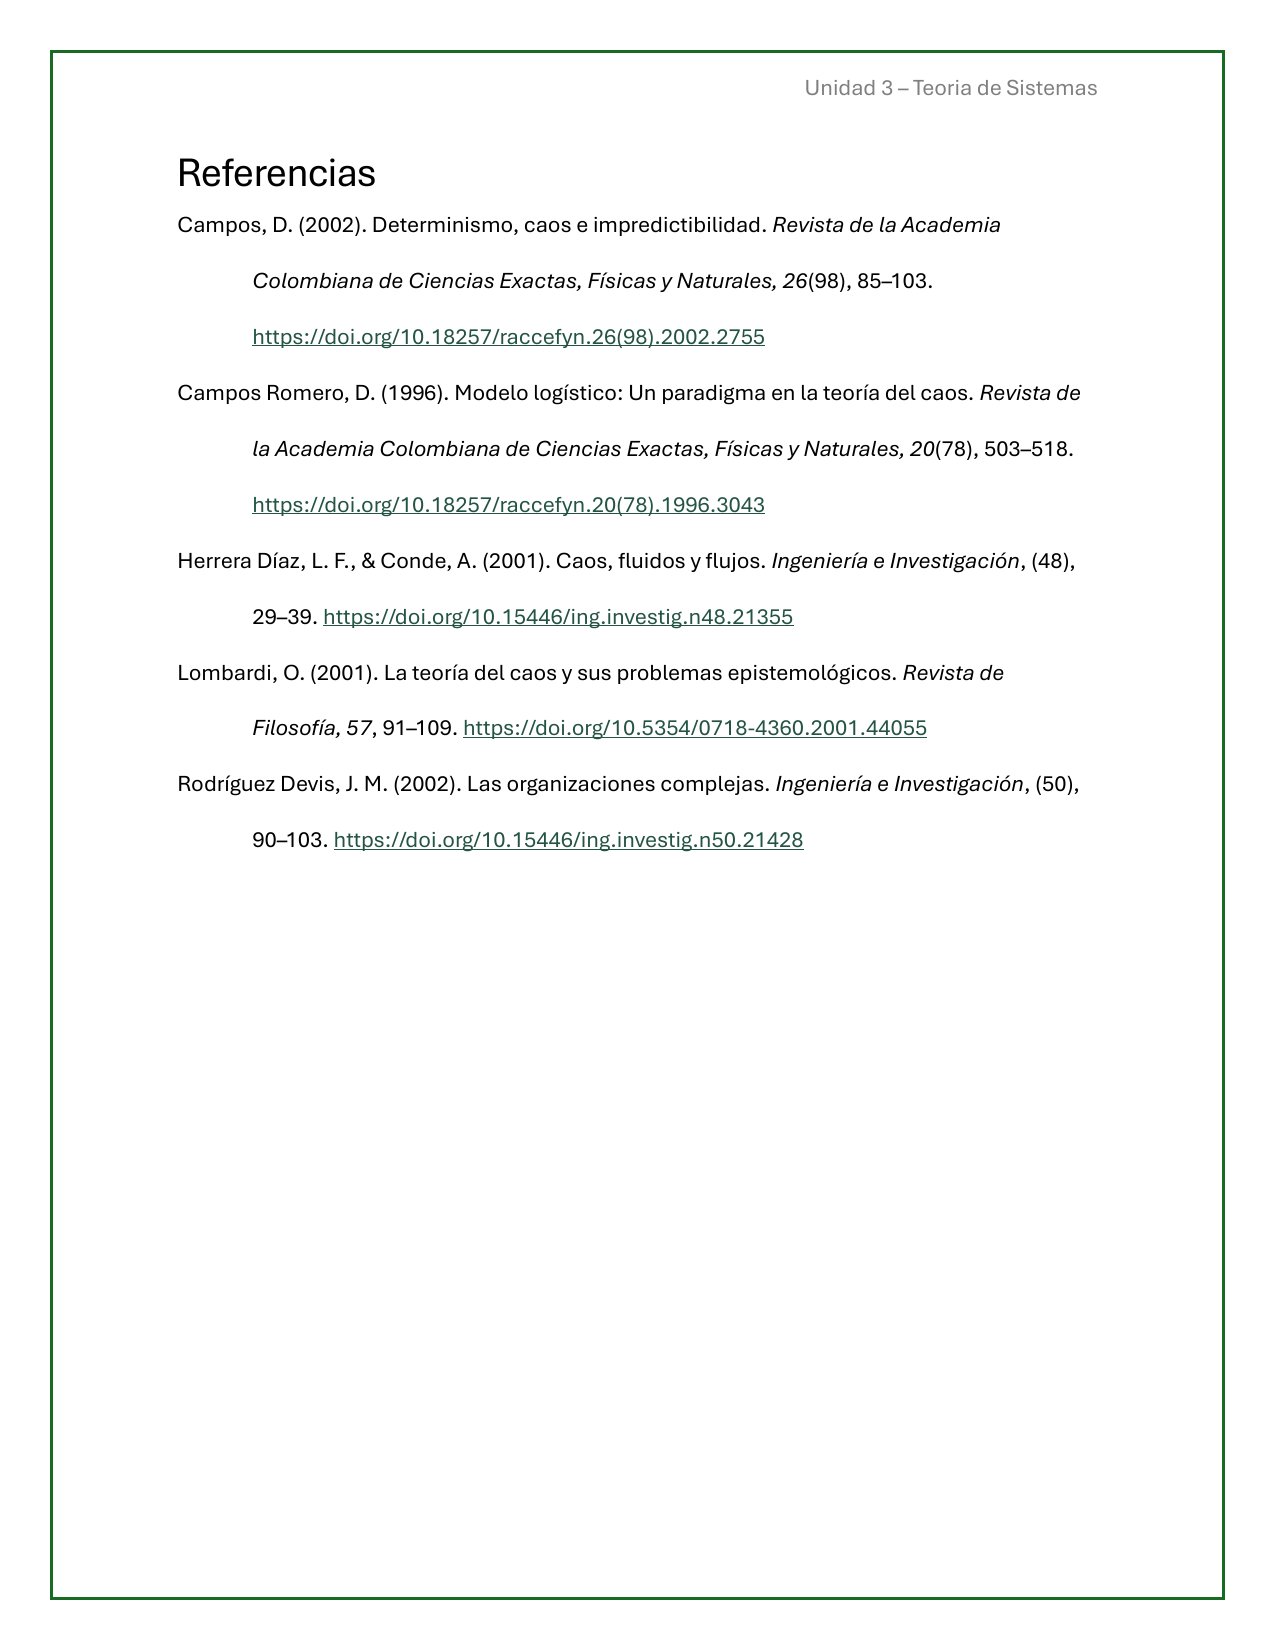 Unidad 3 – Teoria de Sistemas
Referencias
Campos, D. (2002). Determinismo, caos e impredictibilidad. Revista de la Academia
Colombiana de Ciencias Exactas, Físicas y Naturales, 26(98), 85–103.
https://doi.org/10.18257/raccefyn.26(98).2002.2755
Campos Romero, D. (1996). Modelo logístico: Un paradigma en la teoría del caos. Revista de
la Academia Colombiana de Ciencias Exactas, Físicas y Naturales, 20(78), 503–518.
https://doi.org/10.18257/raccefyn.20(78).1996.3043
Herrera Díaz, L. F., & Conde, A. (2001). Caos, fluidos y flujos. Ingeniería e Investigación, (48),
29–39. https://doi.org/10.15446/ing.investig.n48.21355
Lombardi, O. (2001). La teoría del caos y sus problemas epistemológicos. Revista de
Filosofía, 57, 91–109. https://doi.org/10.5354/0718-4360.2001.44055
Rodríguez Devis, J. M. (2002). Las organizaciones complejas. Ingeniería e Investigación, (50),
90–103. https://doi.org/10.15446/ing.investig.n50.21428